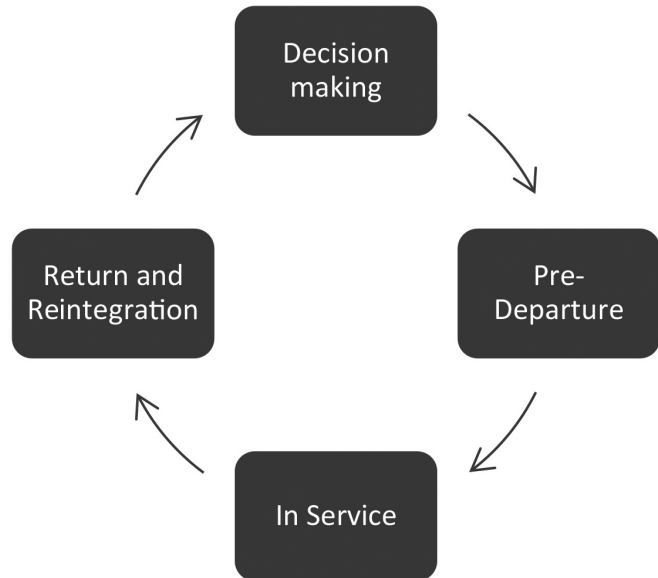 Decision
making
Pre-
Departure
In Service
Return and
Reintegration